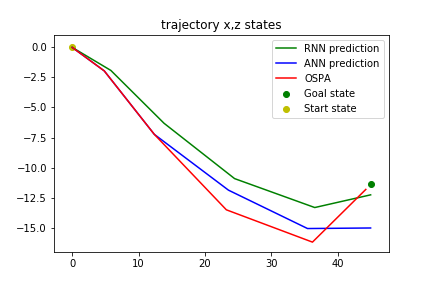 trajectory x,z states
RNN prediction
ANN prediction
OSPA
Goal state
Start state
0.0
−2.5
−5.0
−7.5
−10.0
−12.5
−15.0
0 10 20 30 40